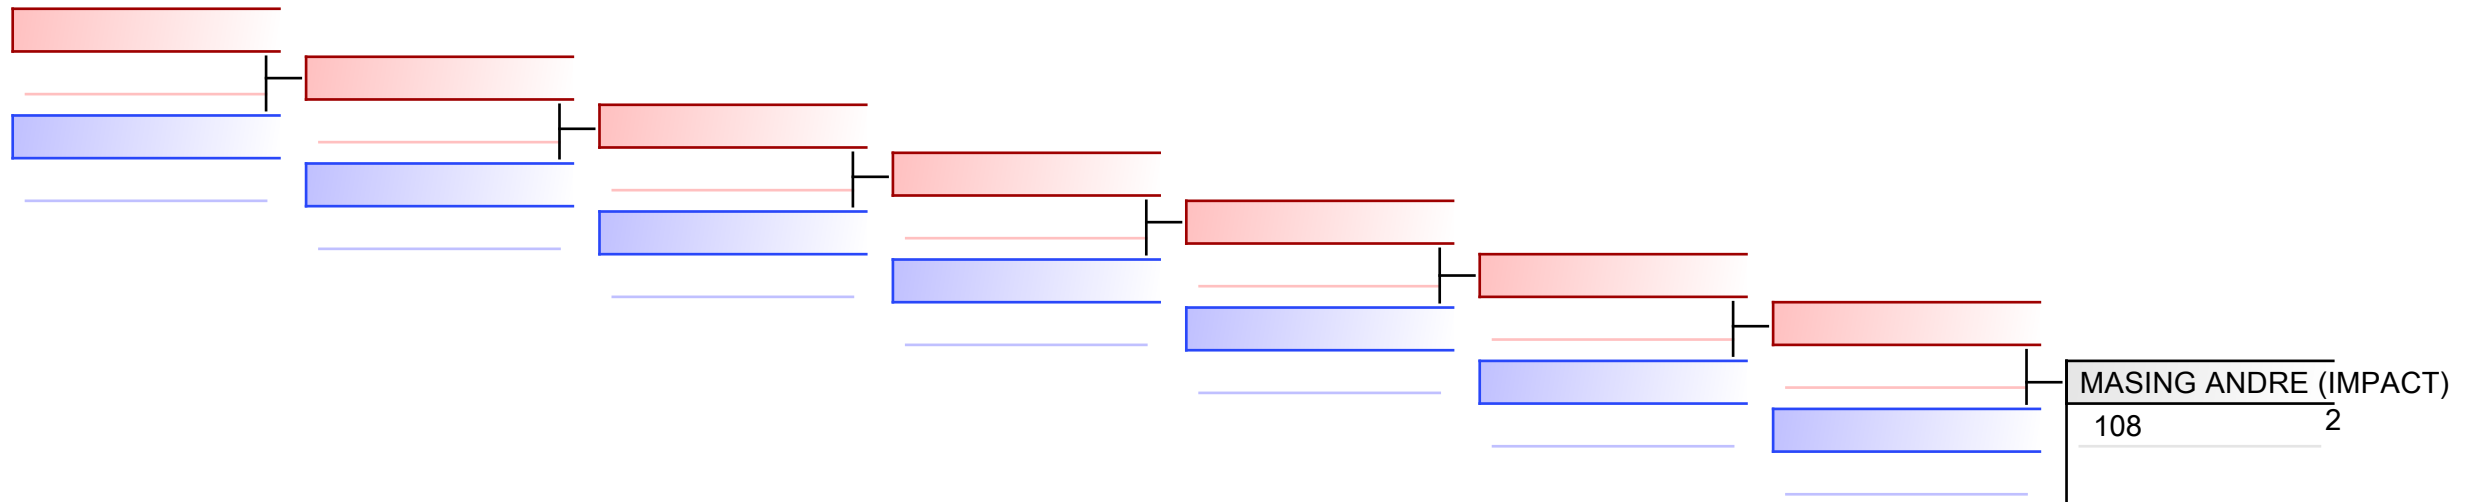 MASING ANDRE (IMPACT)
108 2